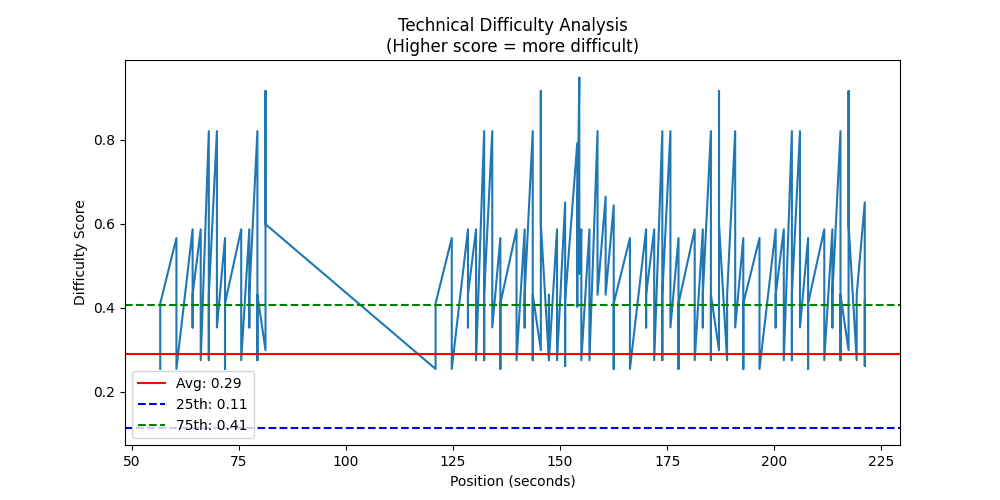 Technical Difficulty Analysis
(Higher score = more difficult)
Difficulty Score
0.8
0.6
0.4
0.2
Avg: 0.29
25th: 0.11
75th: 0.41
50 75 100 125 150 175 200 225
Position (seconds)